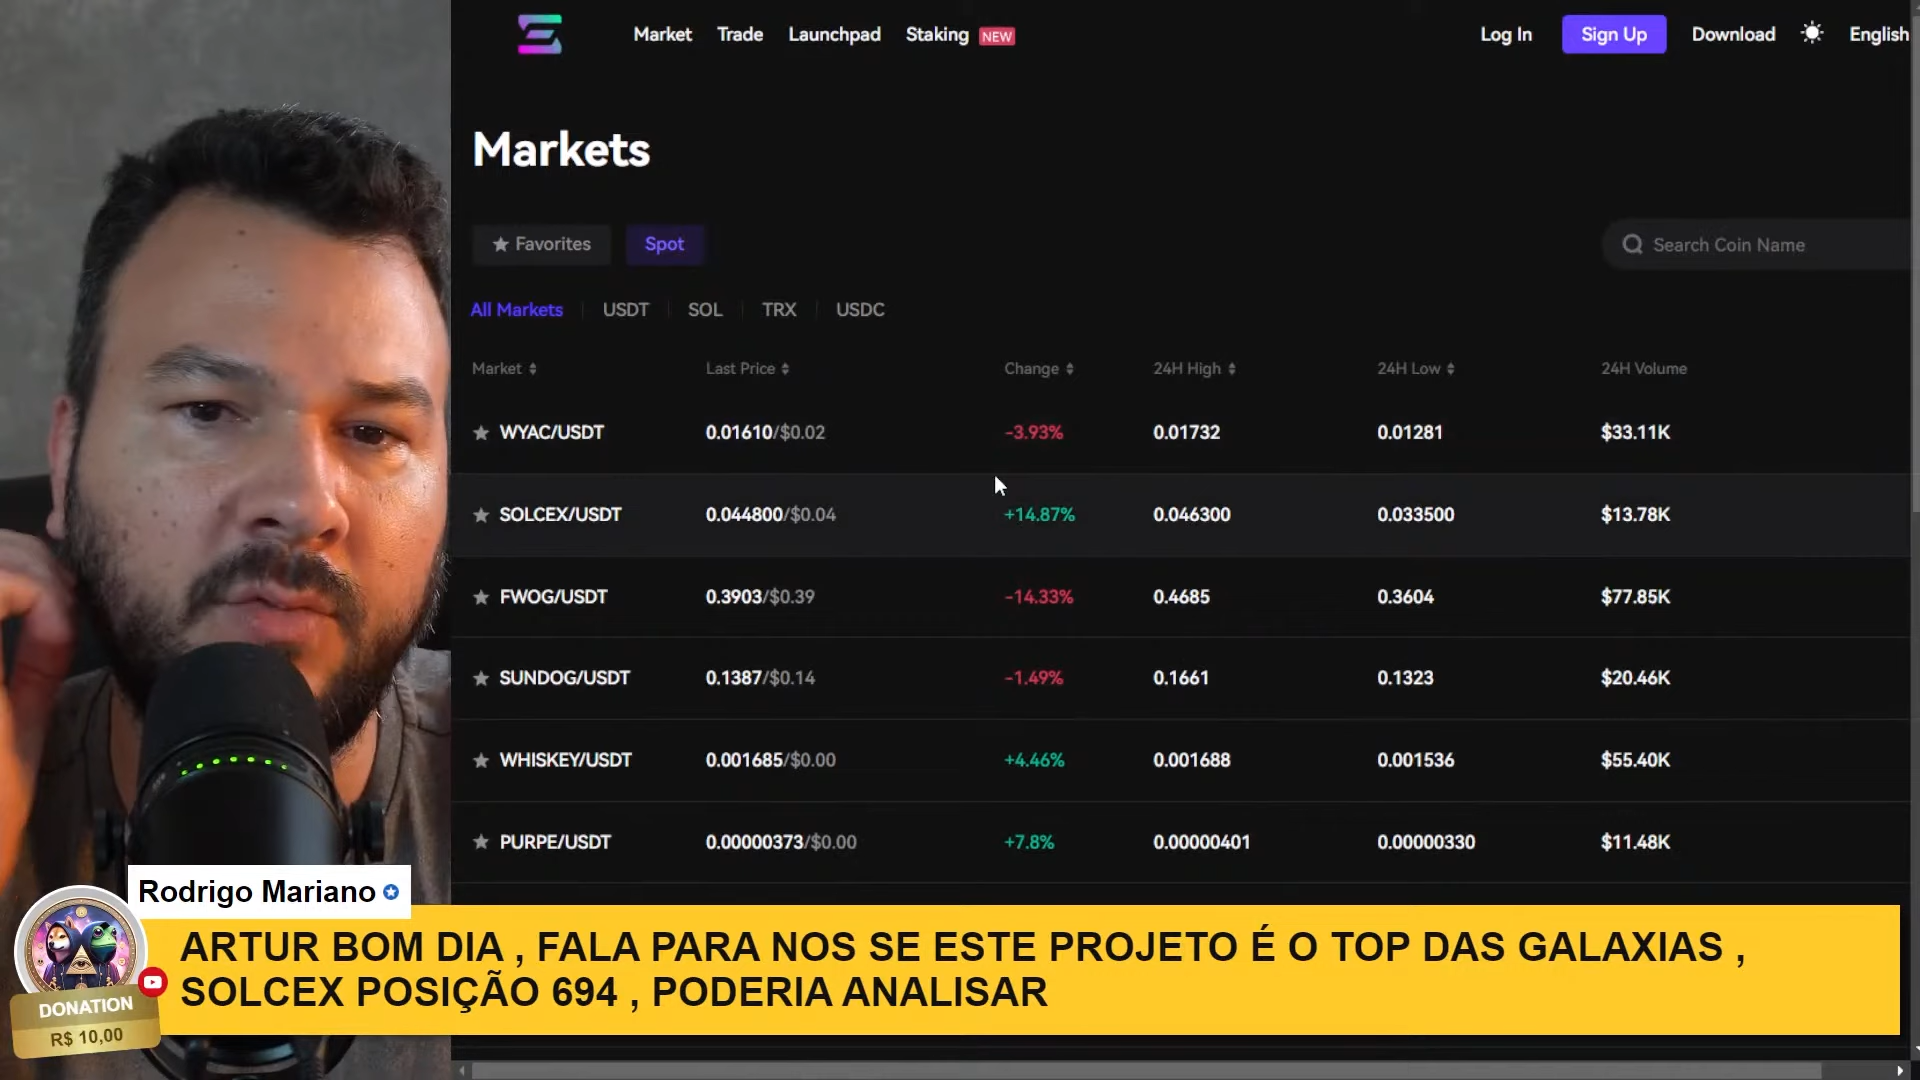 Market Trade Launchpad Staking NEW Log In Sign Up Download English
Markets
★ Favorites Spot Search Coin Name
All Markets USDT SOL TRX USDC
Market Last Price Change 24H High 24H Low 24H Volume
WYAC/USDT 0.01610/$0.02 -3.93% 0.01732 0.01281 $33.11K
SOLCEX/USDT 0.044800/$0.04 +14.87% 0.046300 0.033500 $13.78K
FWOG/USDT 0.3903/$0.39 -14.33% 0.4685 0.3604 $77.85K
SUNDOG/USDT 0.1387/$0.14 -1.49% 0.1661 0.1323 $20.46K
WHISKEY/USDT 0.001685/$0.00 +4.46% 0.001688 0.001536 $55.40K
PURPE/USDT 0.00000373/$0.00 +7.8% 0.00000401 0.00000330 $11.48K
Rodrigo Mariano
ARTUR BOM DIA , FALA PARA NOS SE ESTE PROJETO É O TOP DAS GALAXIAS ,
SOLCEX POSIÇÃO 694 , PODERIA ANALISAR
DONATION
R$ 10,00